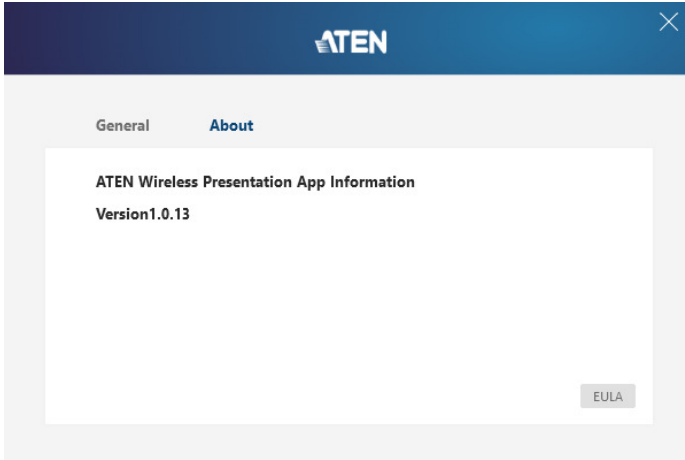 ATEN
General About
ATEN Wireless Presentation App Information
Version1.0.13
EULA